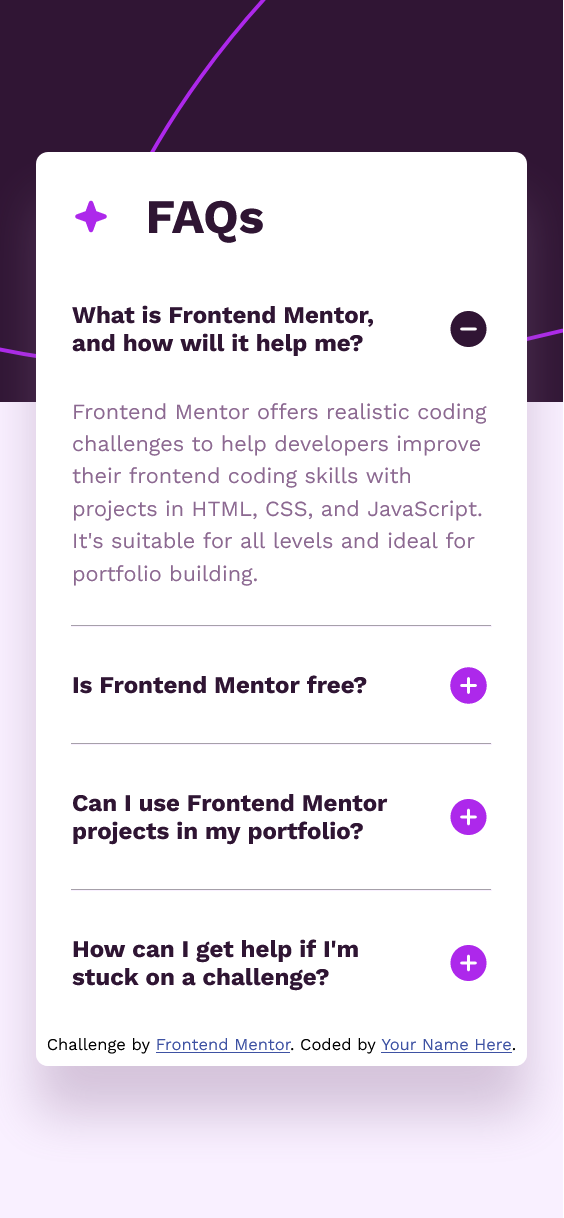 FAQs
What is Frontend Mentor,
and how will it help me?
Frontend Mentor offers realistic coding
challenges to help developers improve
their frontend coding skills with
projects in HTML, CSS, and JavaScript.
It's suitable for all levels and ideal for
portfolio building.
Is Frontend Mentor free?
Can I use Frontend Mentor
projects in my portfolio?
How can I get help if I'm
stuck on a challenge?
Challenge by Frontend Mentor. Coded by Your Name Here.